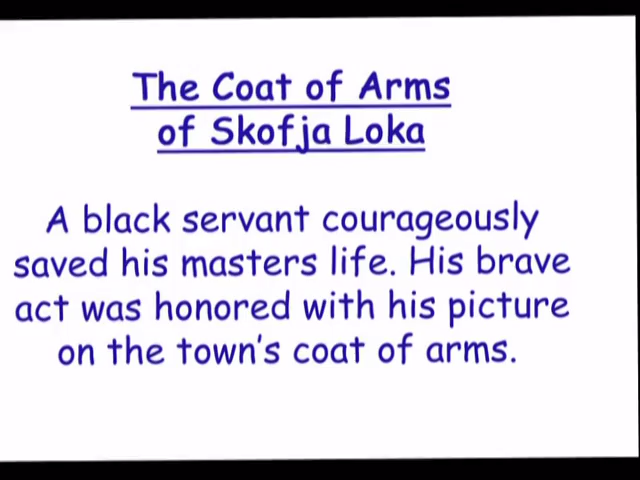 The Coat of Arms
of Skofja Loka
A black servant courageously
saved his masters life. His brave
act was honored with his picture
on the town's coat of arms.